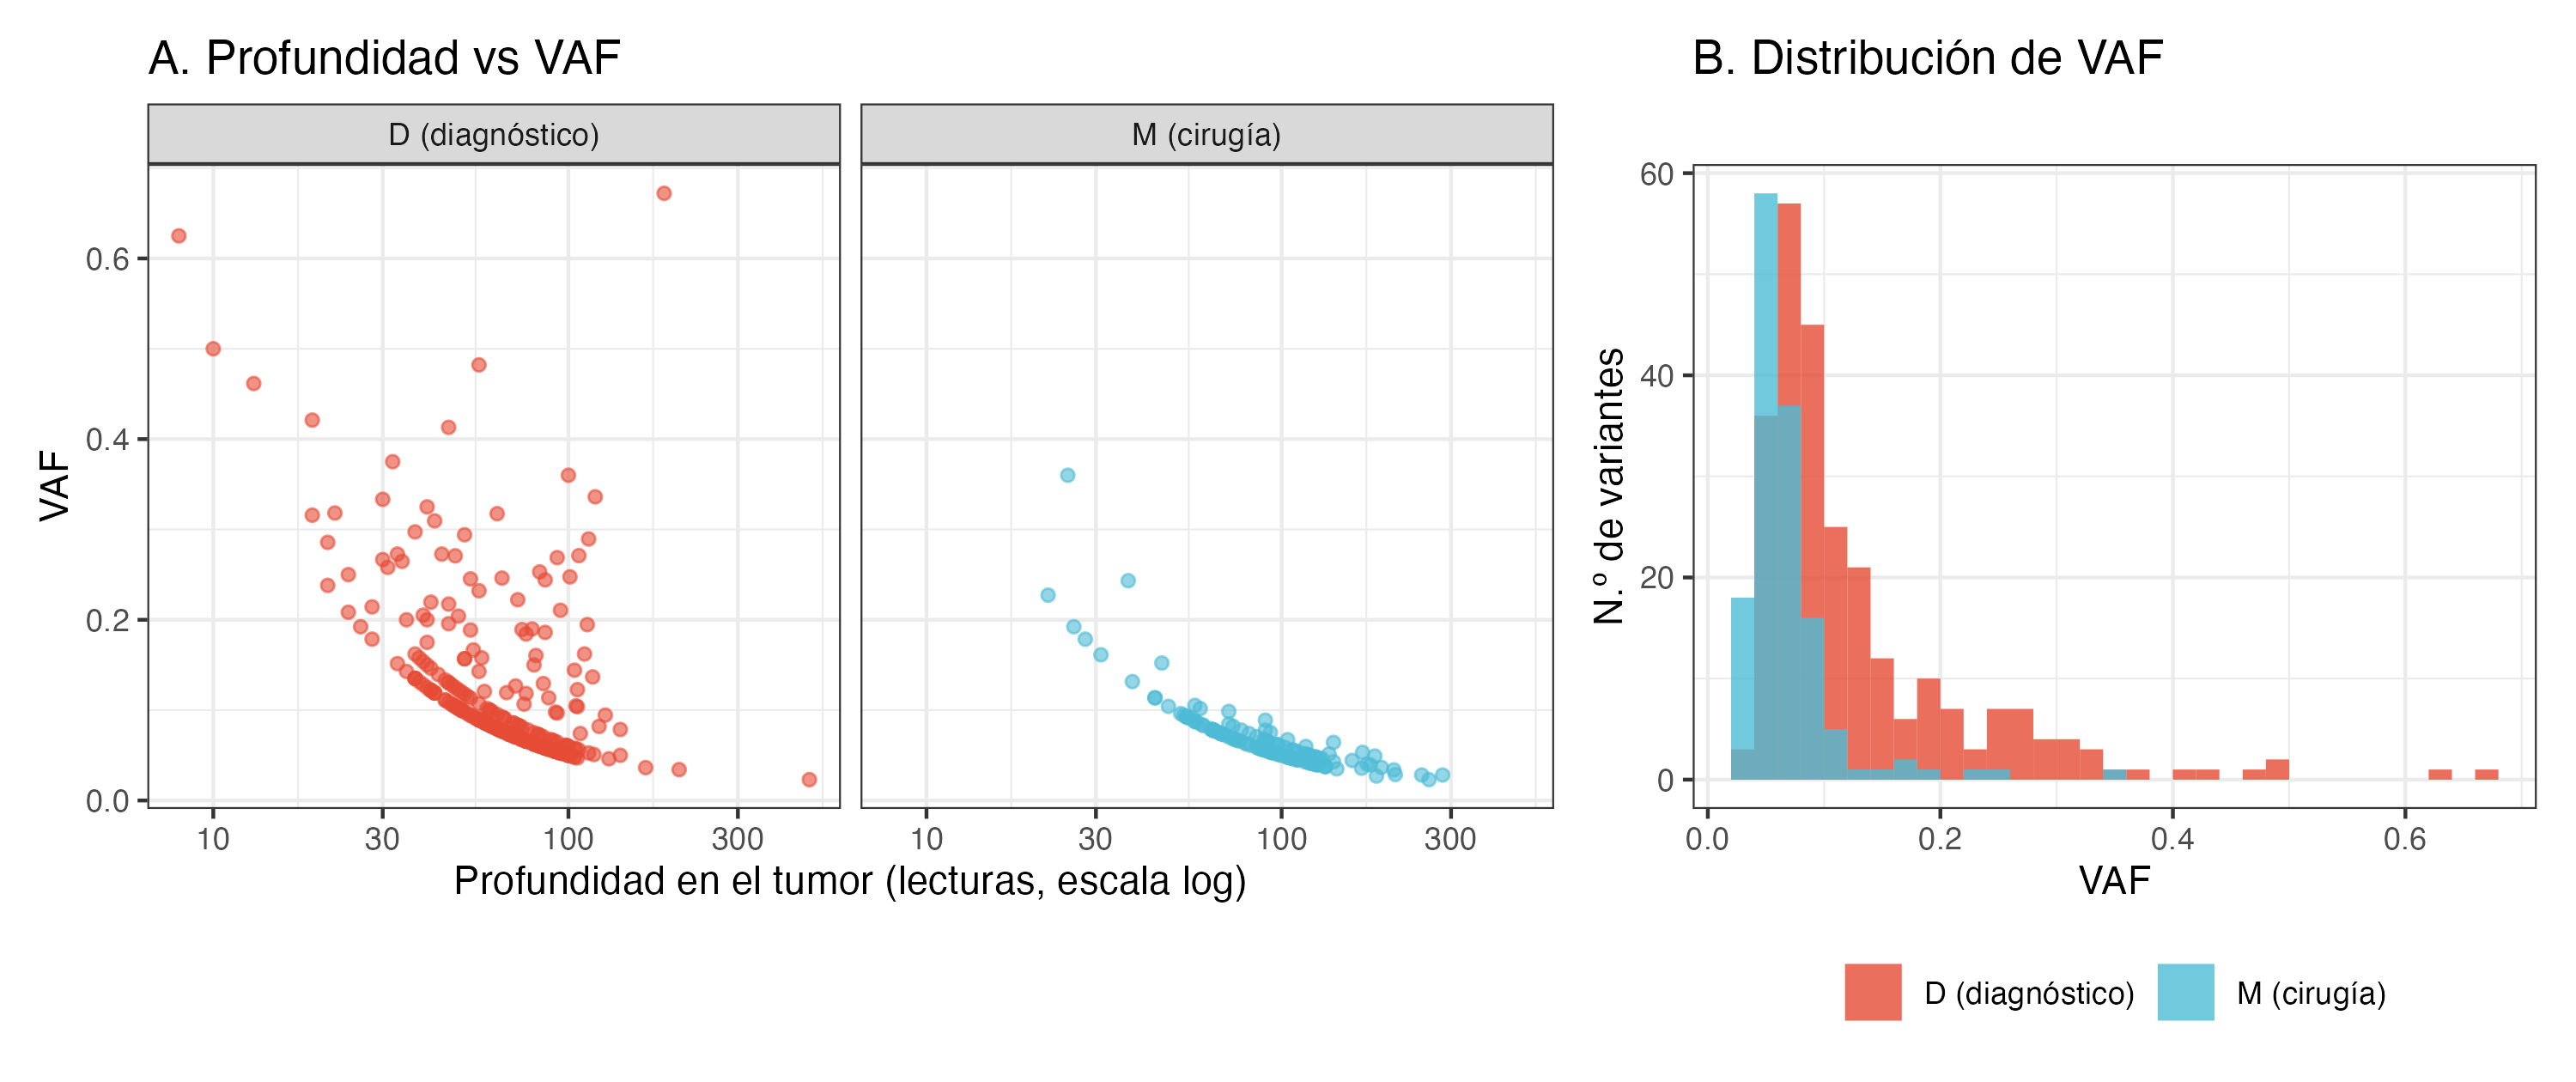 A. Profundidad vs VAF
D (diagnóstico)
M (cirugía)
VAF
0.6
0.4
0.2
0.0
10 30 100 300
10 30 100 300
Profundidad en el tumor (lecturas, escala log)
B. Distribución de VAF
N.º de variantes
60
40
20
0
0.0 0.2 0.4 0.6
VAF
D (diagnóstico) M (cirugía)